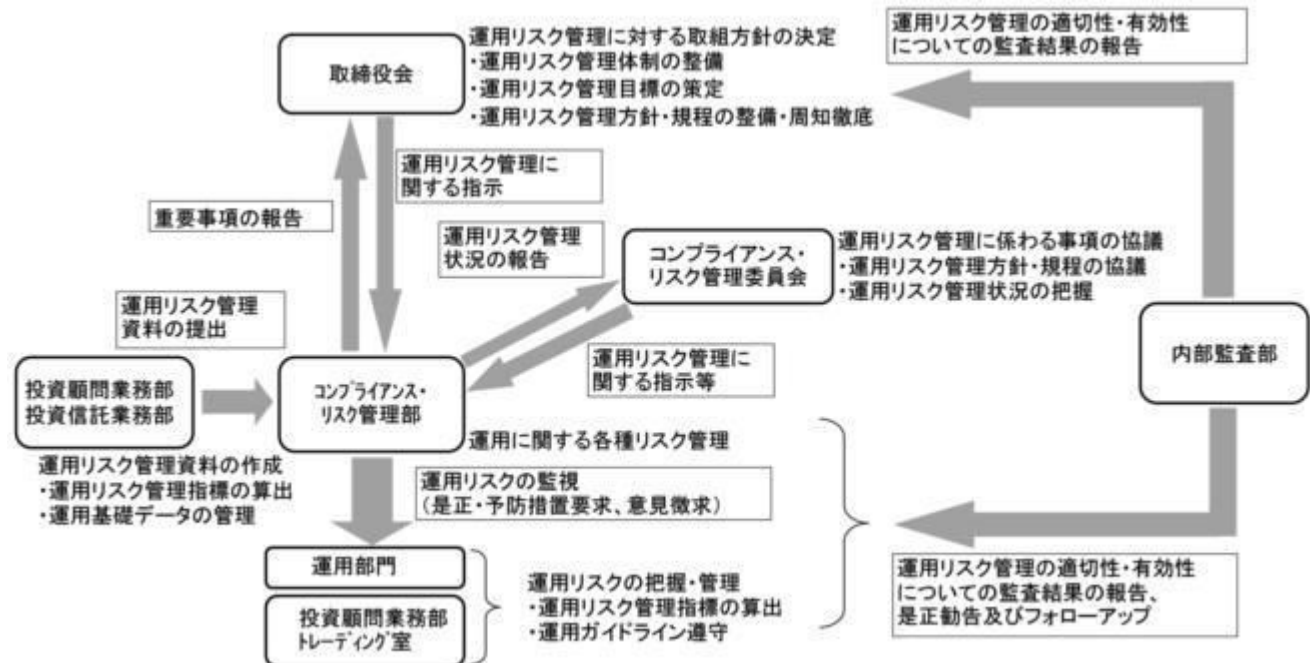 取締役会
運用リスク管理に対する取組方針の決定
・運用リスク管理体制の整備
・運用リスク管理目標の策定
・運用リスク管理方針・規程の整備・周知徹底
運用リスク管理の適切性・有効性
についての監査結果の報告
運用リスク管理に
関する指示
重要事項の報告
運用リスク管理
状況の報告
コンプライアンス・
リスク管理委員会
運用リスク管理に係わる事項の協議
・運用リスク管理方針・規程の協議
・運用リスク管理状況の把握
運用リスク管理
資料の提出
内部監査部
運用リスク管理に
関する指示等
投資顧問業務部
投資信託業務部
コンプライアンス・
リスク管理部
運用に関する各種リスク管理
運用リスク管理資料の作成
・運用リスク管理指標の算出
・運用基礎データの管理
運用リスクの監視
(是正・予防措置要求、意見徴求)
運用部門
投資顧問業務部
トレーディング室
運用リスクの把握・管理
・運用リスク管理指標の算出
・運用ガイドライン遵守
運用リスク管理の適切性・有効性
についての監査結果の報告、
是正勧告及びフォローアップ